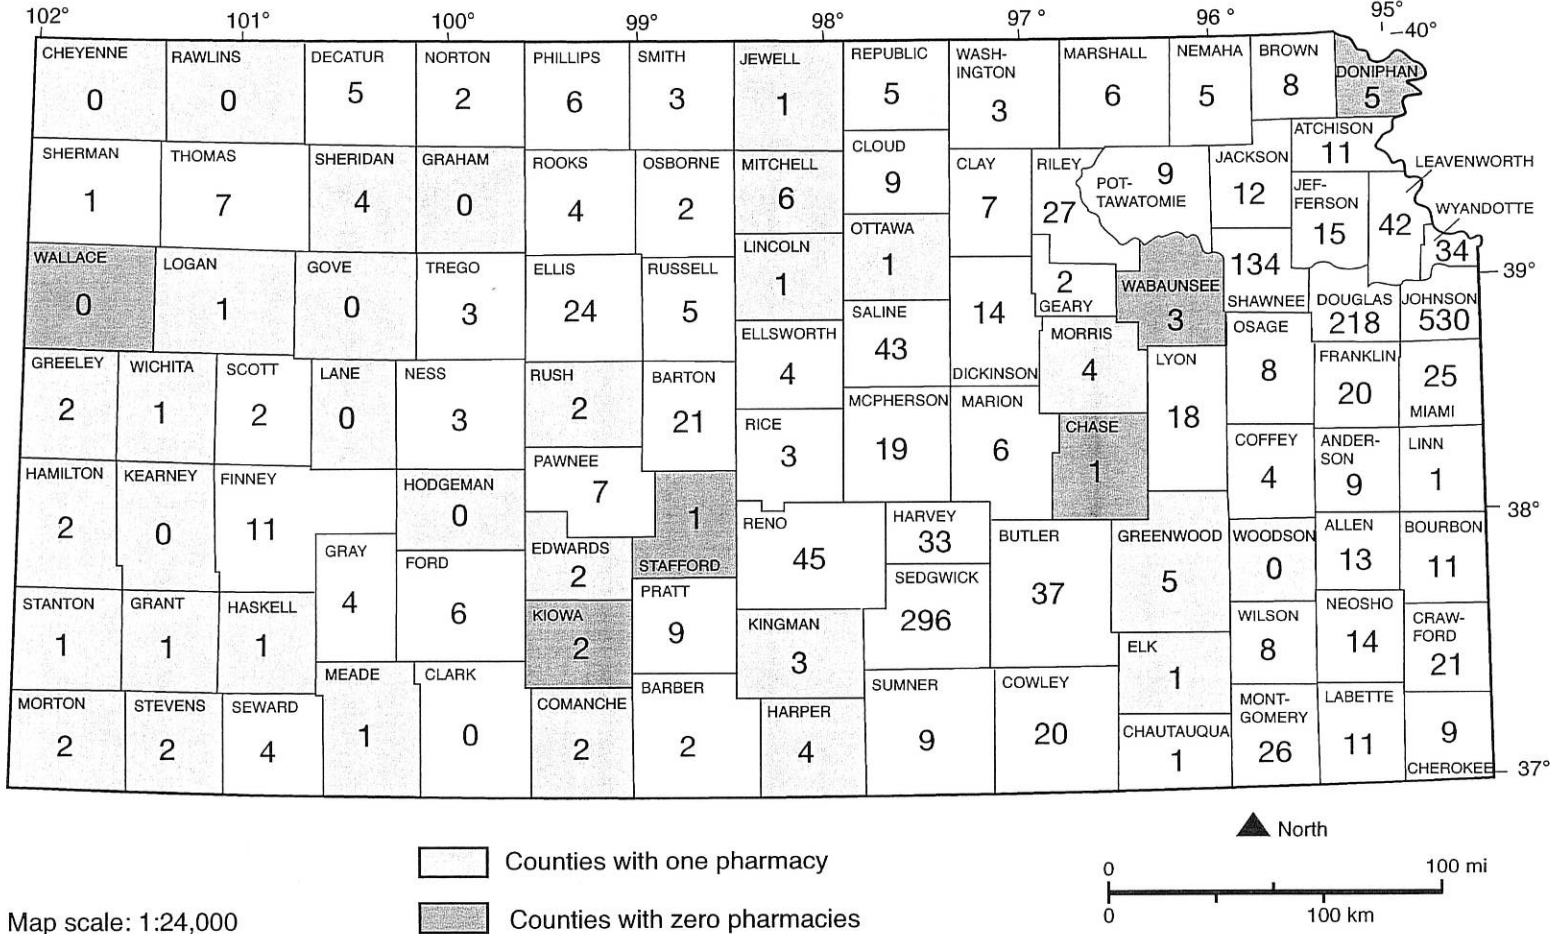 102° 101° 100° 99° 98° 97° 96° 95°
40°
CHEYENNE RAWLINS DECATUR NORTON PHILLIPS SMITH JEWELL REPUBLIC WASH- MARSHALL NEMAHA BROWN
INGTON
DONIPHAN
0 0 5 2 6 3 1 5 3 6 5 8 5
SHERMAN THOMAS SHERIDAN GRAHAM ROOKS OSBORNE MITCHELL CLOUD CLAY RILEY POT- JACKSON ATCHISON
TAWATOMIE
1 7 4 0 4 2 6 9 7 27 9 12 11
JEF- LEAVENWORTH
FERSON WYANDOTTE
15 42 34
39°
WALLACE LOGAN GOVE TREGO ELLIS RUSSELL LINCOLN OTTAWA
0 1 0 3 24 5 1 1
14 2 3 134
DICKINSON GEARY WABAUNSEE SHAWNEE DOUGLAS JOHNSON
218 530
GREELEY WICHITA SCOTT LANE NESS RUSH BARTON ELLSWORTH SALINE MORRIS LYON OSAGE FRANKLIN
2 1 2 0 3 2 21 4 43 4 18 8 20 25
MIAMI
HAMILTON KEARNEY FINNEY HODGEMAN PAWNEE RICE MCPHERSON MARION CHASE COFFEY ANDER- LINN
SON
2 0 11 0 7 3 19 6 1 4 9 1
38°
1
STAFFORD
GRAY FORD EDWARDS RENO HARVEY BUTLER GREENWOOD WOODSON ALLEN BOURBON
4 6 2 45 33 37 5 0 13 11
STANTON GRANT HASKELL KIOWA PRATT KINGMAN SEDGWICK ELK WILSON NEOSHO CRAW-
FORD
1 1 1 2 9 3 296 1 8 14 21
MORTON STEVENS SEWARD MEADE CLARK COMANCHE BARBER HARPER SUMNER COWLEY CHAUTAUQUA MONT- LABETTE
GOMERY
2 2 4 1 0 2 2 4 9 20 1 26 11 9
CHEROKEE
37°
North
Counties with one pharmacy
0 100 mi
Map scale: 1:24,000
Counties with zero pharmacies
0 100 km